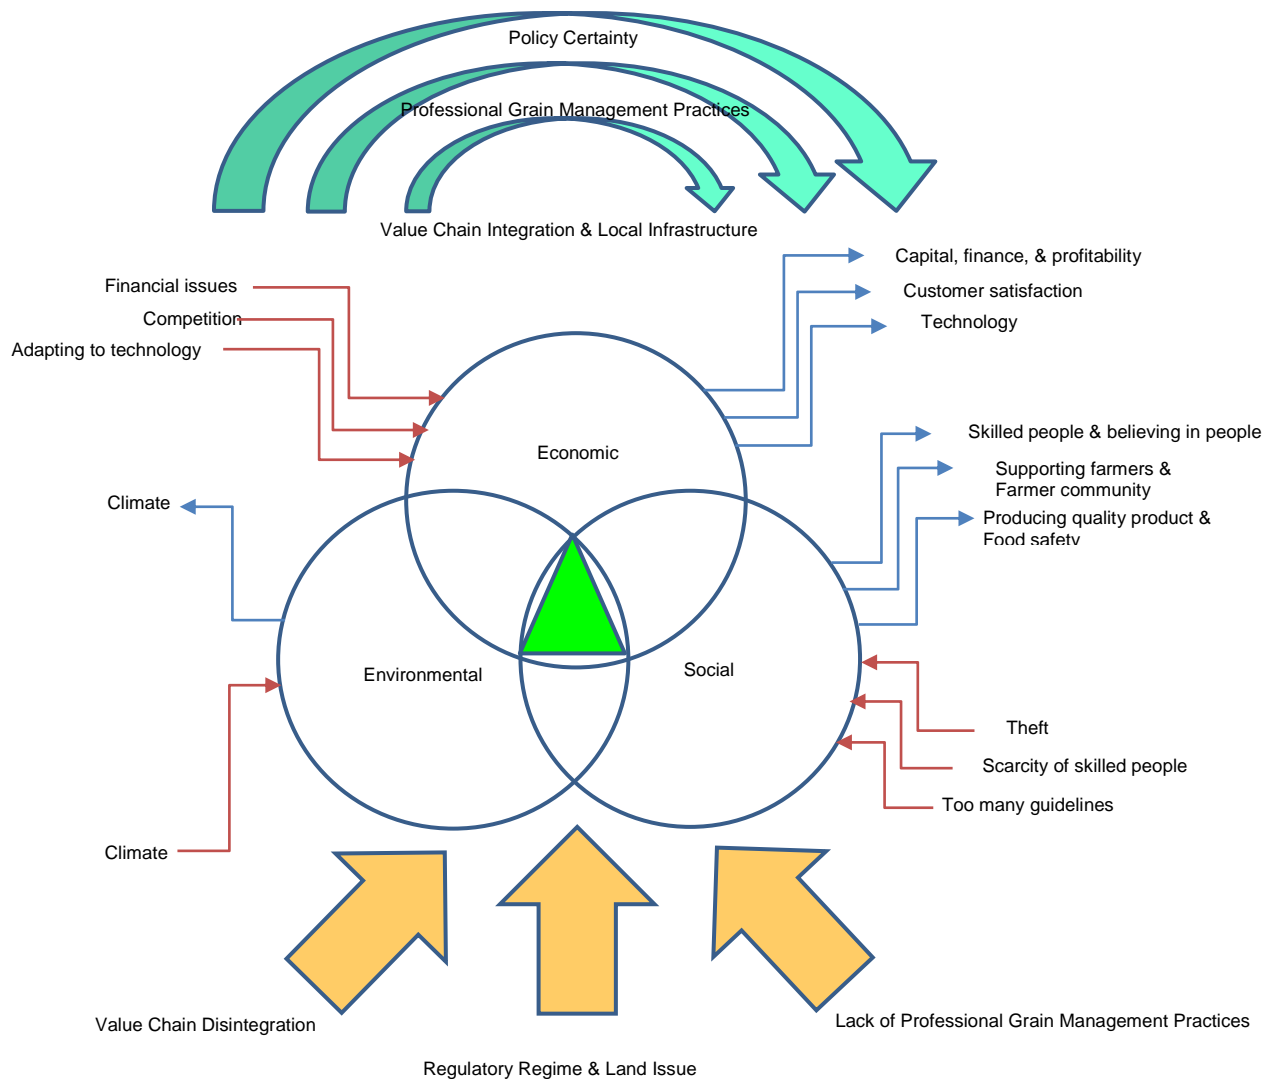 Policy Certainty
Professional Grain Management Practices
Value Chain Integration & Local Infrastructure
Capital, finance, & profitability
Financial issues
Customer satisfaction
Competition
Technology
Adapting to technology
Skilled people & believing in people
Economic
Supporting farmers &
Farmer community
Climate
Producing quality product &
Food safety
Environmental
Social
Theft
Scarcity of skilled people
Too many guidelines
Climate
Value Chain Disintegration
Lack of Professional Grain Management Practices
Regulatory Regime & Land Issue